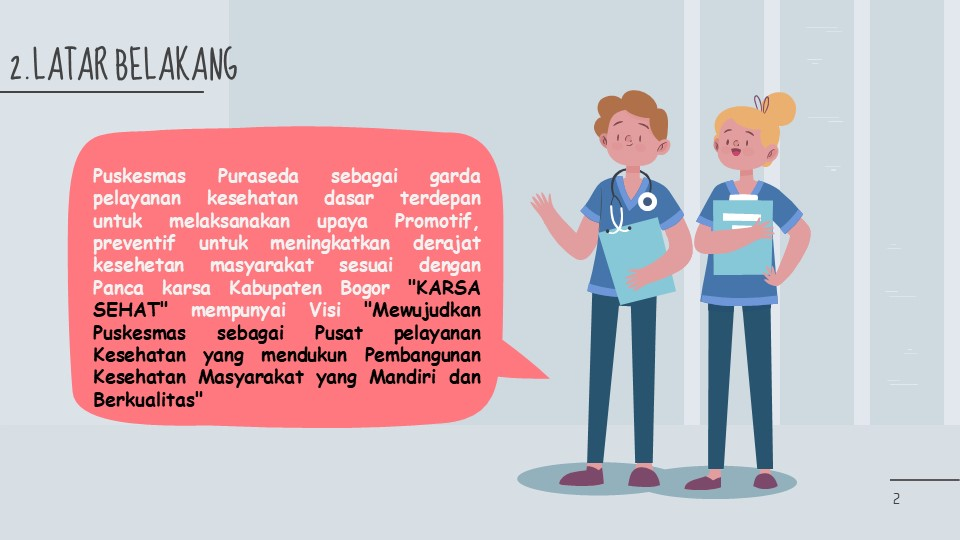 2.LATAR BELAKANG
Puskesmas Puraseda sebagai garda
pelayanan kesehatan dasar terdepan
untuk melaksanakan upaya Promotif,
preventif untuk meningkatkan derajat
kesehetan masyarakat sesuai dengan
Panca karsa Kabupaten Bogor "KARSA
SEHAT" mempunyai Visi "Mewujudkan
Puskesmas sebagai Pusat pelayanan
Kesehatan yang mendukun Pembangunan
Kesehatan Masyarakat yang Mandiri dan
Berkualitas"
2